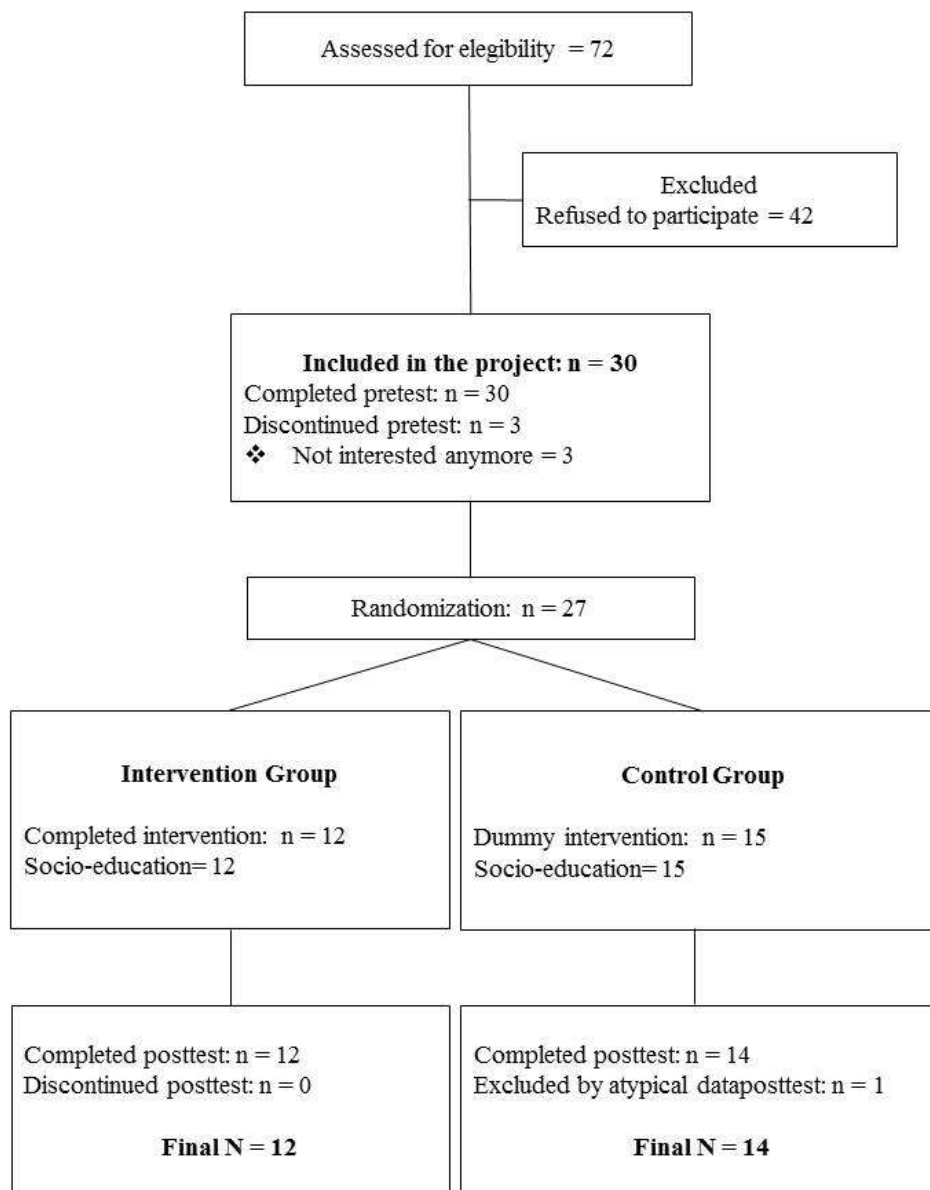 Assessed for elegibility = 72
Excluded
Refused to participate = 42
Included in the project: n = 30
Completed pretest: n = 30
Discontinued pretest: n = 3
❖ Not interested anymore = 3
Randomization: n = 27
Intervention Group
Completed intervention: n = 12
Socio-education= 12
Control Group
Dummy intervention: n = 15
Socio-education= 15
Completed posttest: n = 12
Discontinued posttest: n = 0
Final N = 12
Completed posttest: n = 14
Excluded by atypical dataposttest: n = 1
Final N = 14